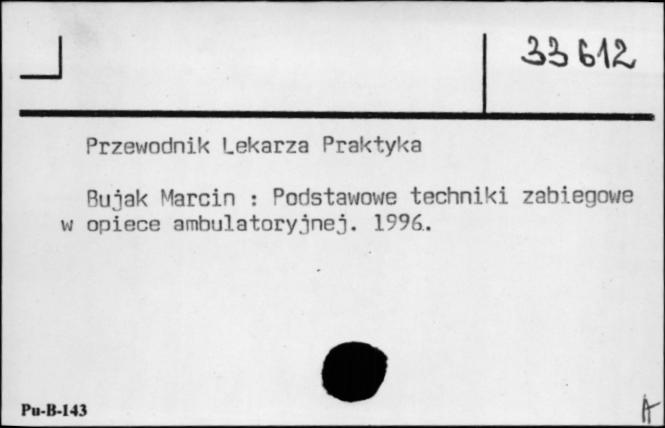 33612
Przewodnik Lekarza Praktyka
Bujak Marcin : Podstawowe techniki zabiegowe
w opiece ambulatoryjnej. 1996.
Pu-B-143
A